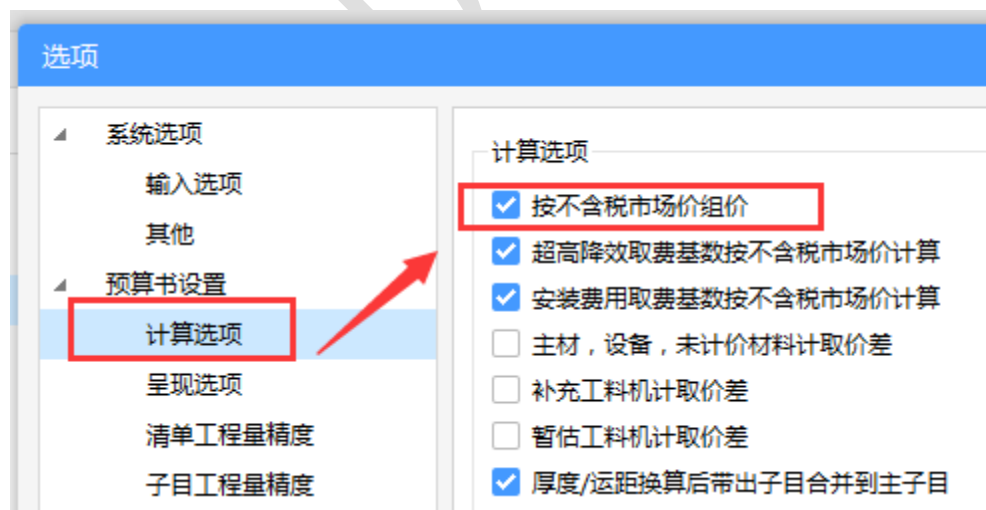 选项
系统选项
输入选项
其他
预算书设置
计算选项
呈现选项
清单工程量精度
子目工程量精度
计算选项
按不含税市场价组价
超高降效取费基数按不含税市场价计算
安装费用取费基数按不含税市场价计算
主材，设备，未计价材料计取价差
补充工料机计取价差
暂估工料机计取价差
厚度/运距换算后带出子目合并到主子目